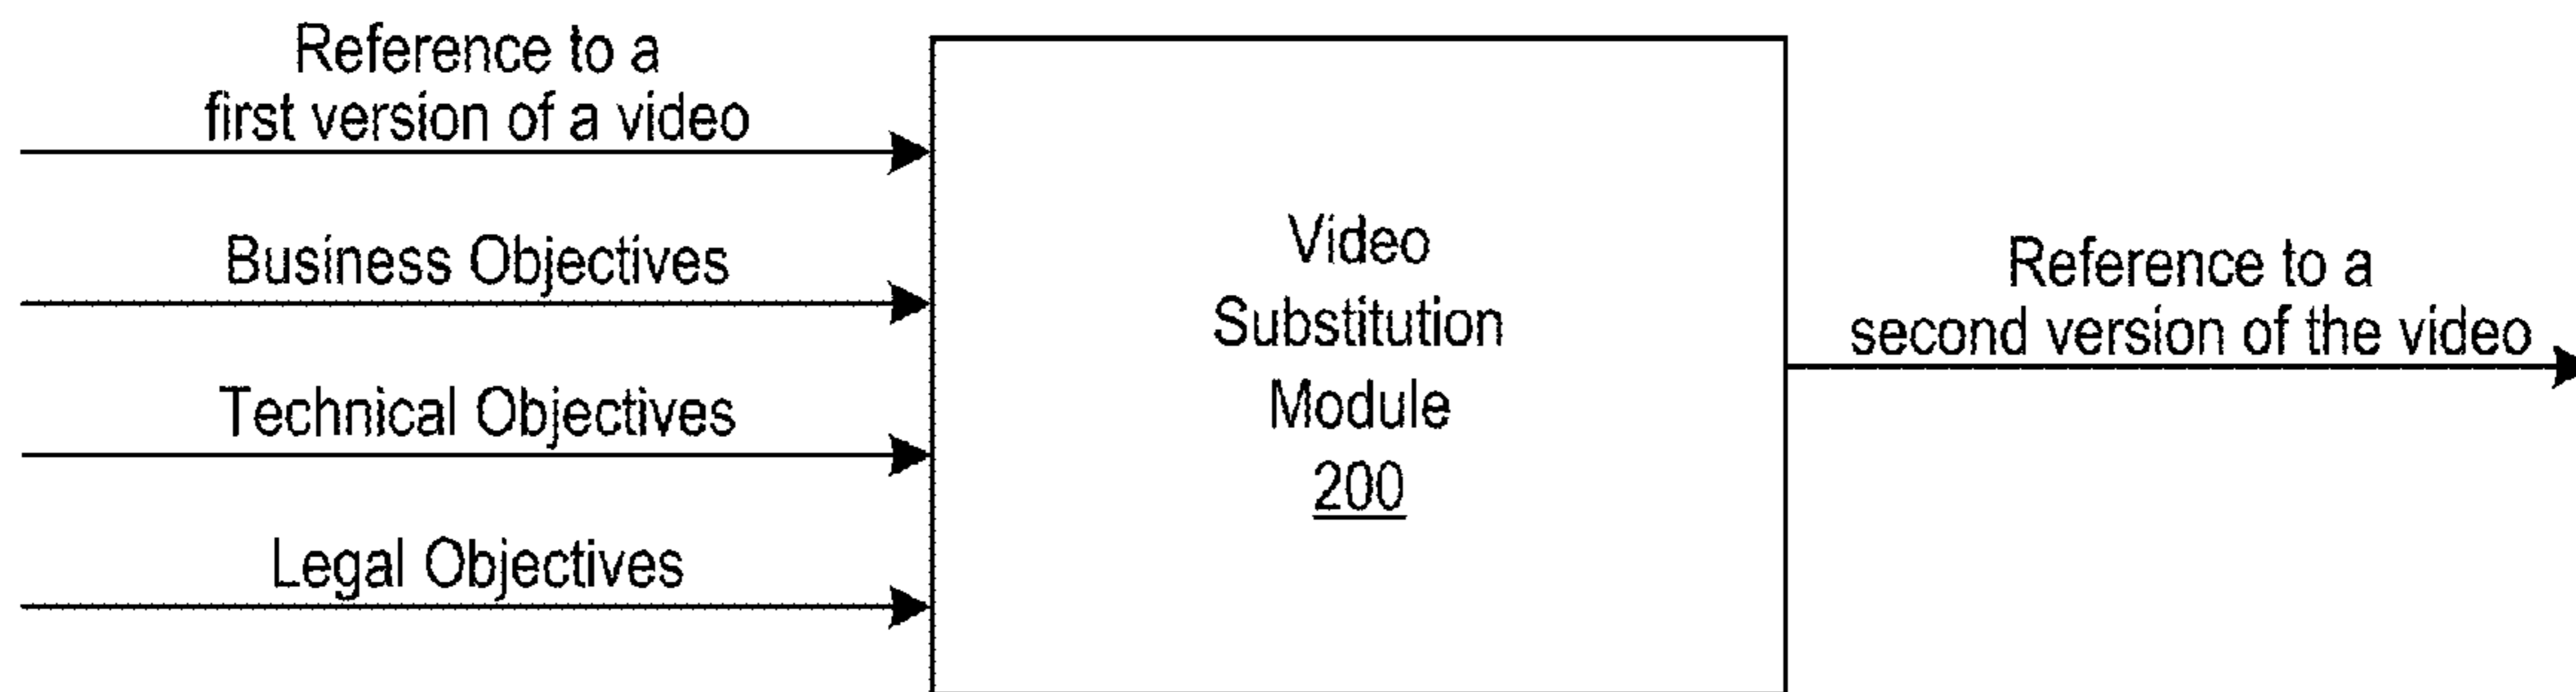 Reference to a
first version of a video
Business Objectives
Technical Objectives
Legal Objectives
Video
Substitution
Module
200
Reference to a
second version of the video